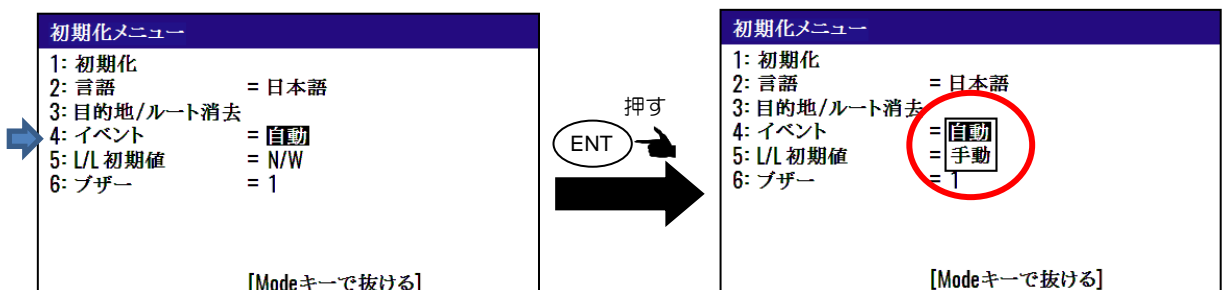 初期化メニュー
1: 初期化
2: 言語 = 日本語
3: 目的地/ルート消去
4: イベント = 自動
5: L/L 初期値 = N/W
6: ブザー = 1
[Modeキーで抜ける]
押す
ENT
初期化メニュー
1: 初期化
2: 言語 = 日本語
3: 目的地/ルート消去
4: イベント = 自動
5: L/L 初期値 = 手動
6: ブザー = 1
[Modeキーで抜ける]